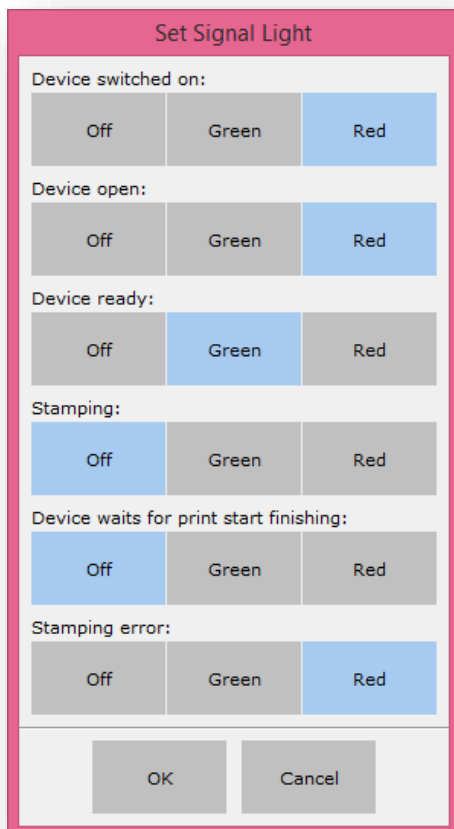 Set Signal Light
Device switched on:
Off Green Red
Device open:
Off Green Red
Device ready:
Off Green Red
Stamping:
Off Green Red
Device waits for print start finishing:
Off Green Red
Stamping error:
Off Green Red
OK Cancel